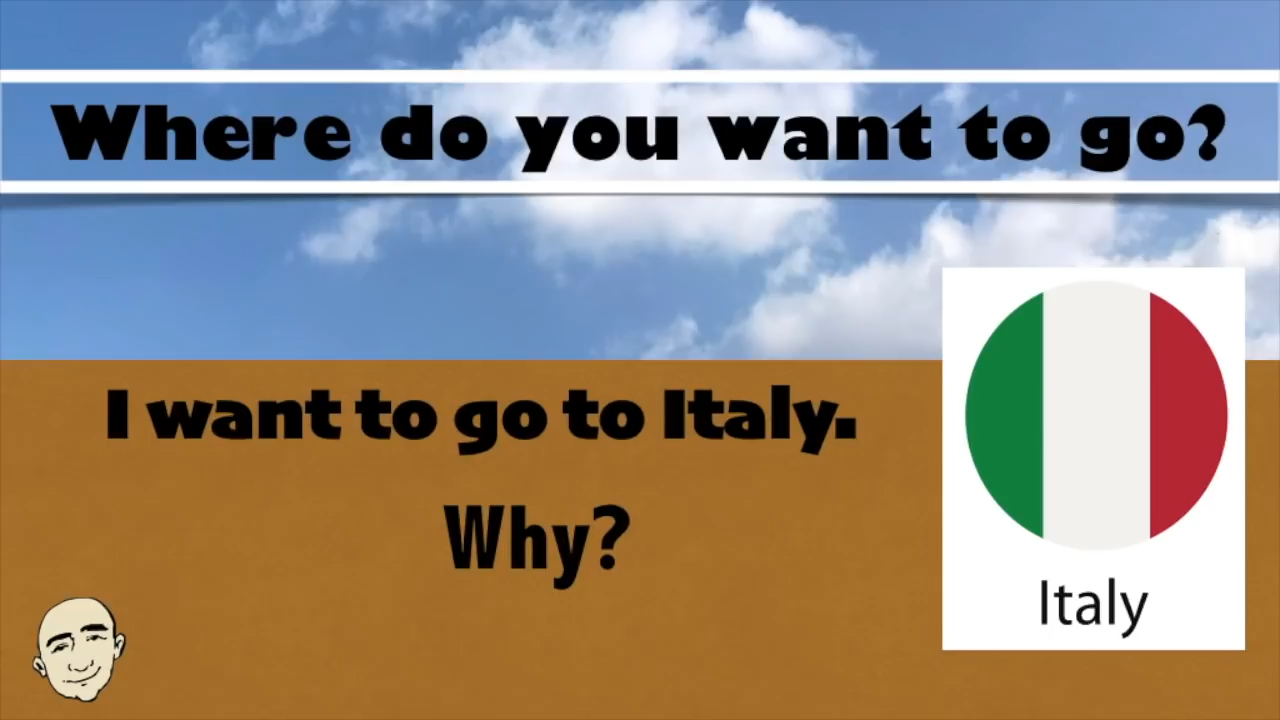 Where do you want to go?
I want to go to Italy.
Why?
Italy